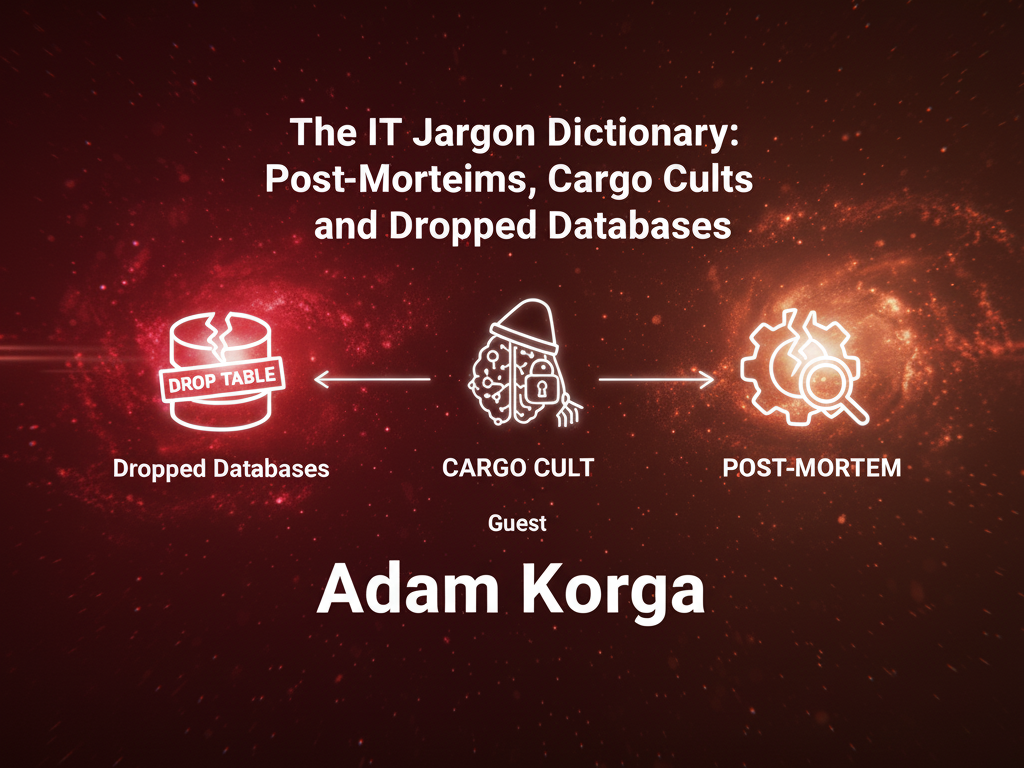 The IT Jargon Dictionary:
Post-Morteims, Cargo Cults
and Dropped Databases
DROP TABLE
Dropped Databases
CARGO CULT
POST-MORTEM
Guest
Adam Korga